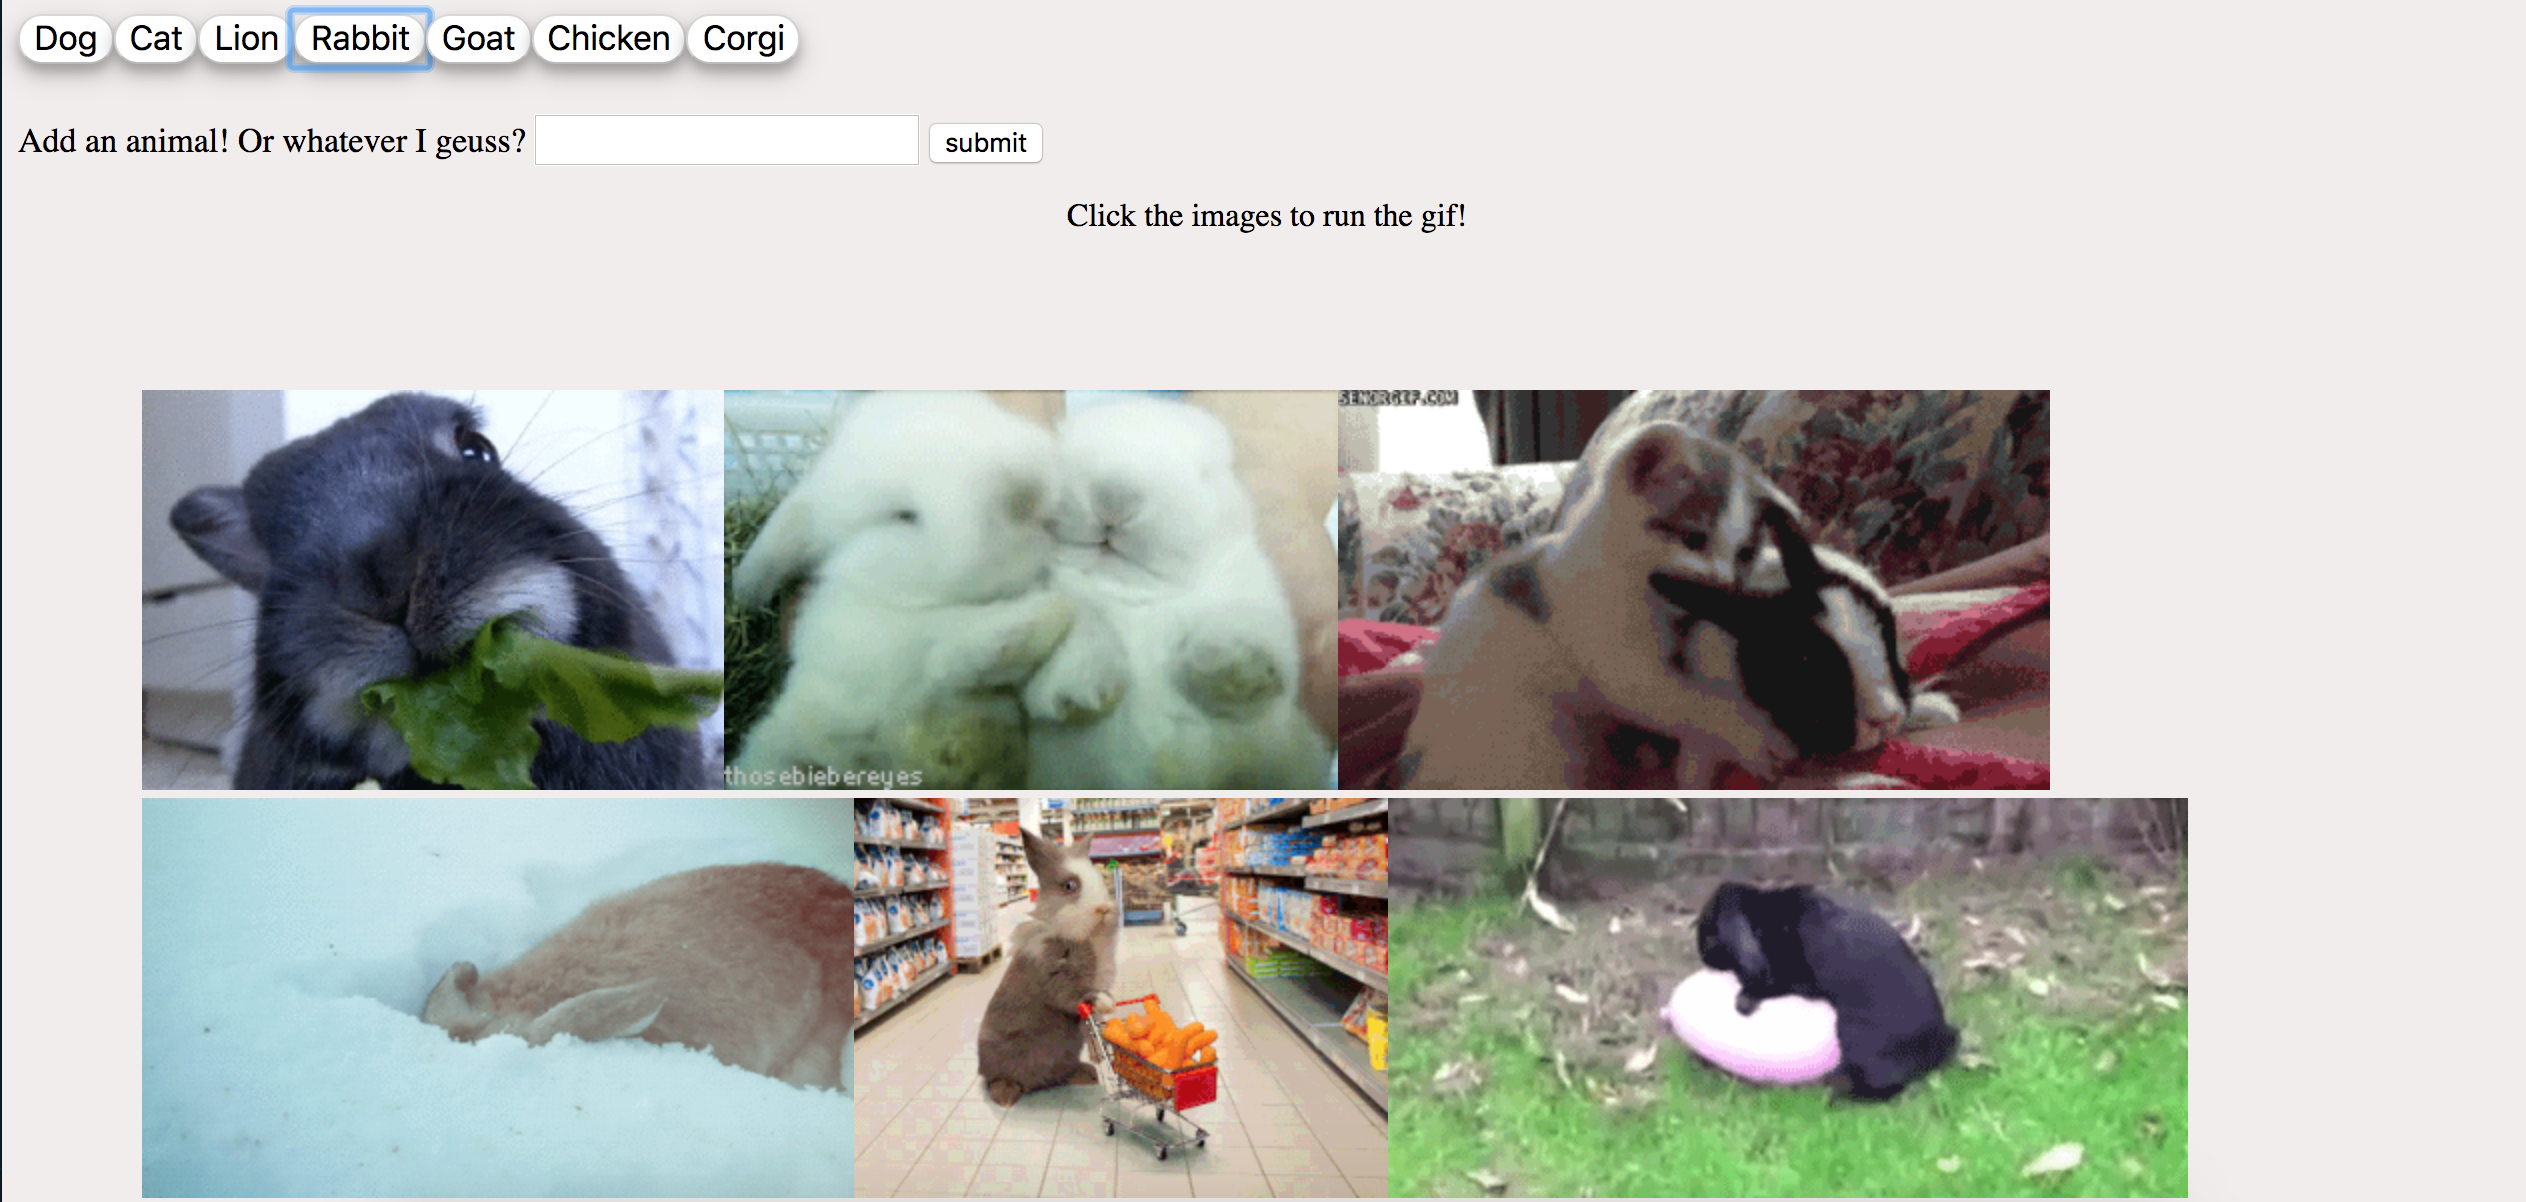 Dog Cat Lion Rabbit Goat Chicken Corgi
Add an animal! Or whatever I geuss? submit
Click the images to run the gif!
SENORGIF.COM
thosebiebereyes